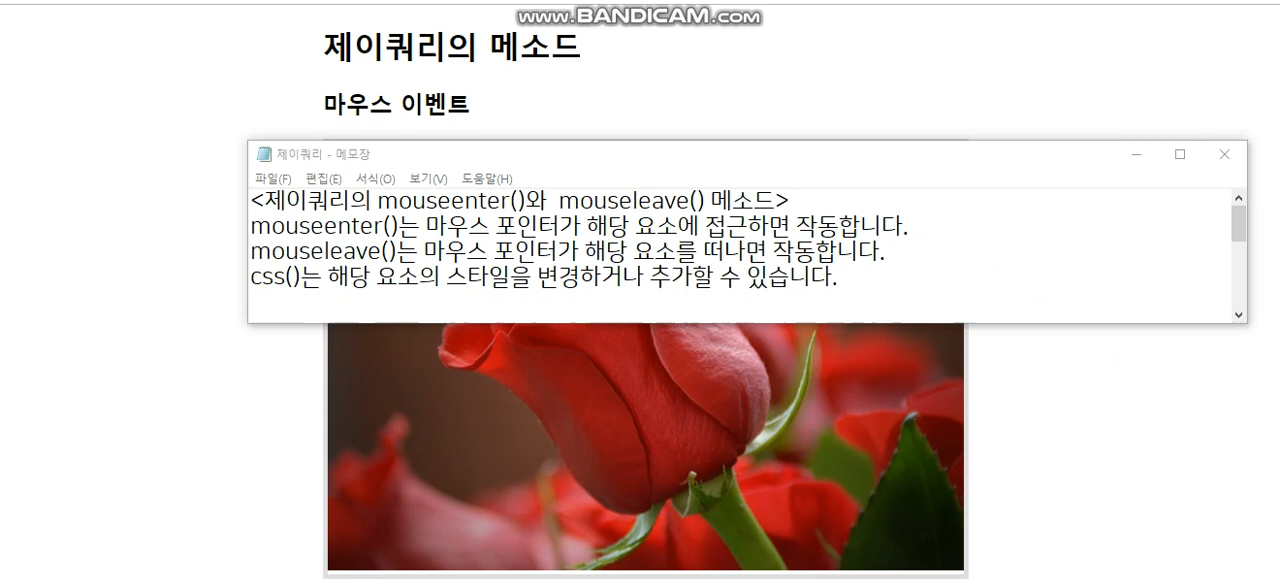 www.BANDICAM.com
제이쿼리의 메소드
마우스 이벤트
제이쿼리 - 메모장
파일(F) 편집(E) 서식(O) 보기(V) 도움말(H)
<제이쿼리의 mouseenter()와  mouseleave() 메소드>
mouseenter()는 마우스 포인터가 해당 요소에 접근하면 작동합니다.
mouseleave()는 마우스 포인터가 해당 요소를 떠나면 작동합니다.
css()는 해당 요소의 스타일을 변경하거나 추가할 수 있습니다.